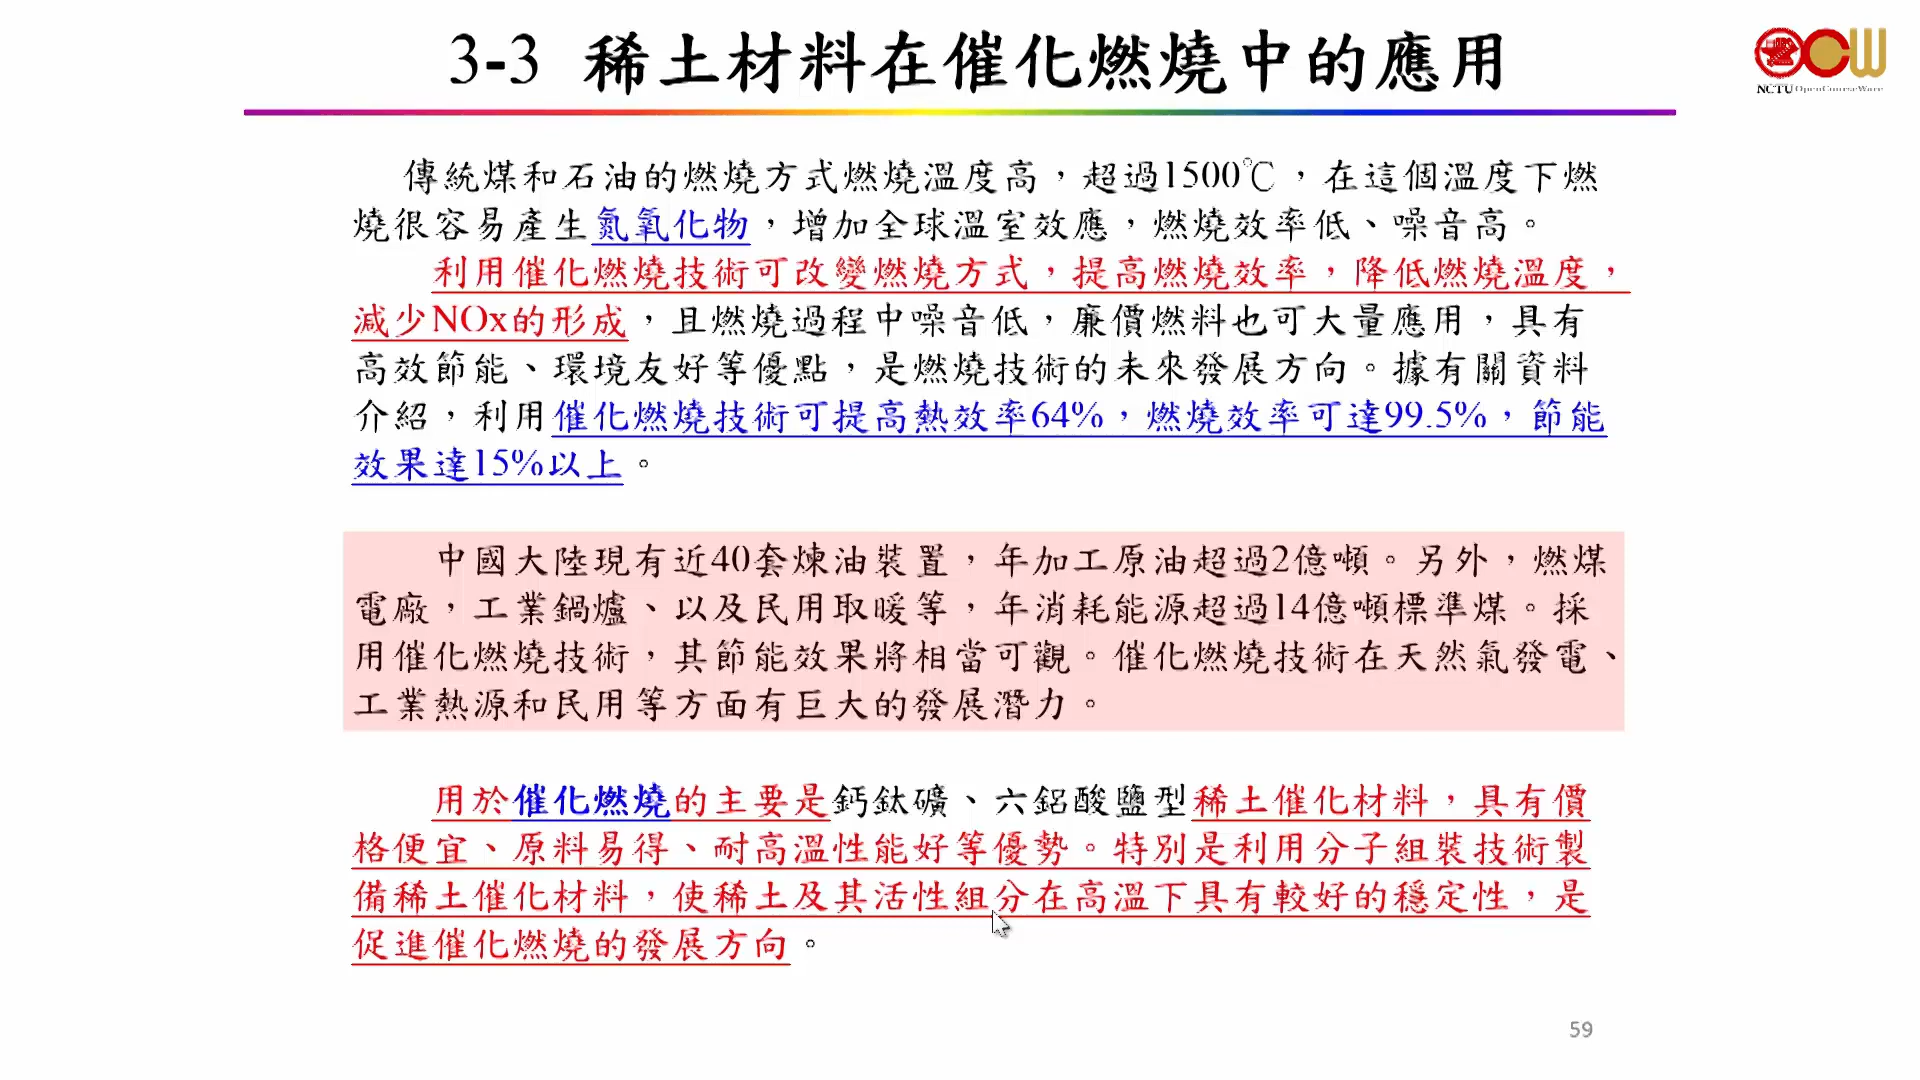 3-3 稀土材料在催化燃燒中的應用
NCTU OpenCourseWare
傳統煤和石油的燃燒方式燃燒溫度高，超過1500℃，在這個溫度下燃
燒很容易產生氮氧化物，增加全球溫室效應，燃燒效率低、噪音高。
利用催化燃燒技術可改變燃燒方式，提高燃燒效率，降低燃燒溫度，
減少NOx的形成，且燃燒過程中噪音低，廉價燃料也可大量應用，具有
高效節能、環境友好等優點，是燃燒技術的未來發展方向。據有關資料
介紹，利用催化燃燒技術可提高熱效率64%，燃燒效率可達99.5%，節能
效果達15%以上。
中國大陸現有近40套煉油裝置，年加工原油超過2億噸。另外，燃煤
電廠，工業鍋爐、以及民用取暖等，年消耗能源超過14億噸標準煤。採
用催化燃燒技術，其節能效果將相當可觀。催化燃燒技術在天然氣發電、
工業熱源和民用等方面有巨大的發展潛力。
用於催化燃燒的主要是鈣鈦礦、六鋁酸鹽型稀土催化材料，具有價
格便宜、原料易得、耐高溫性能好等優勢。特別是利用分子組裝技術製
備稀土催化材料，使稀土及其活性組分在高溫下具有較好的穩定性，是
促進催化燃燒的發展方向。
59